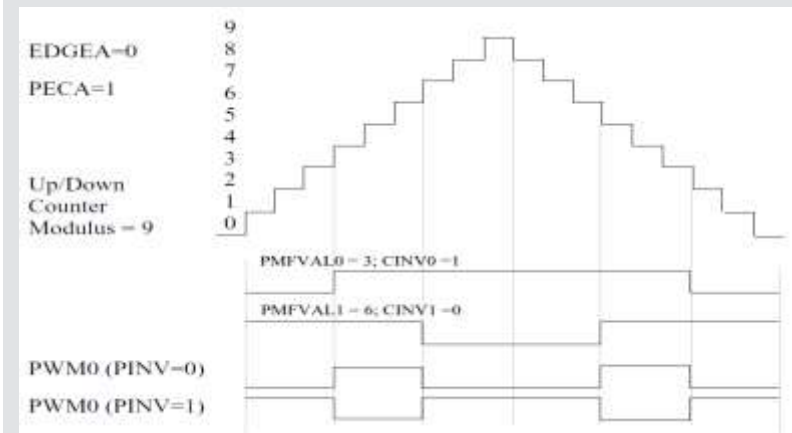 9
EDGEA=0
8
7
PECA=1
6
5
4
3
Up/Down
2
Counter
1
Modulus = 9
0
PMFVAL0 = 3; CINV0 =1
PMFVAL1 = 6; CINV1 =0
PWM0 (PINV=0)
PWM0 (PINV=1)